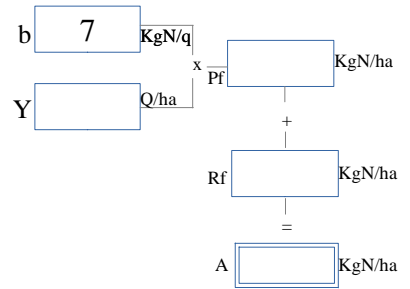 b 7 KgN/q
x
Pf KgN/ha
Y Q/ha
+
Rf KgN/ha
=
A KgN/ha